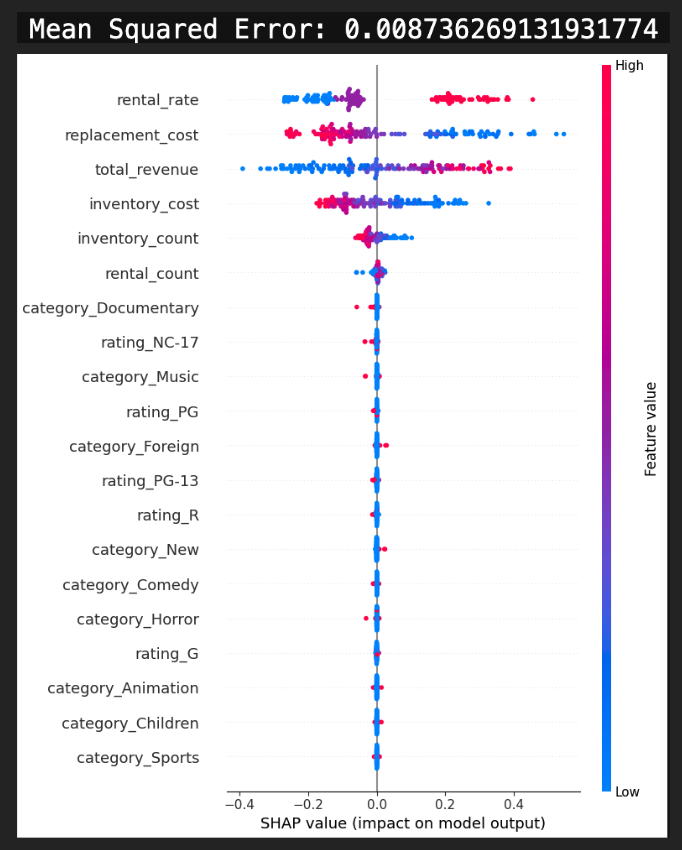 Mean Squared Error: 0.008736269131931774
High
rental_rate
replacement_cost
total_revenue
inventory_cost
inventory_count
rental_count
category_Documentary
rating_NC-17
category_Music
rating_PG
category_Foreign
rating_PG-13
rating_R
category_New
category_Comedy
category_Horror
rating_G
category_Animation
category_Children
category_Sports
Feature value
Low
−0.4 −0.2 0.0 0.2 0.4
SHAP value (impact on model output)